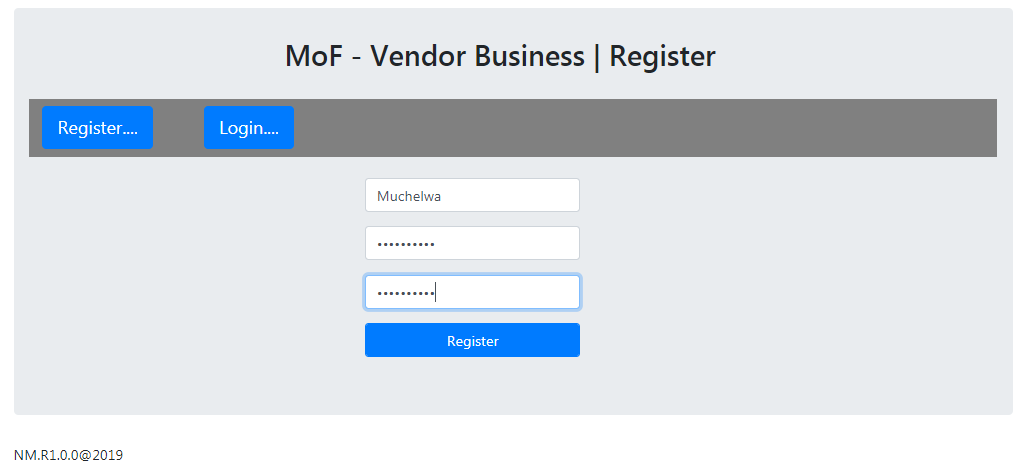 MoF - Vendor Business | Register
Register.... Login....
Muchelwa
••••••••••
••••••••••
Register
NM.R1.0.0@2019